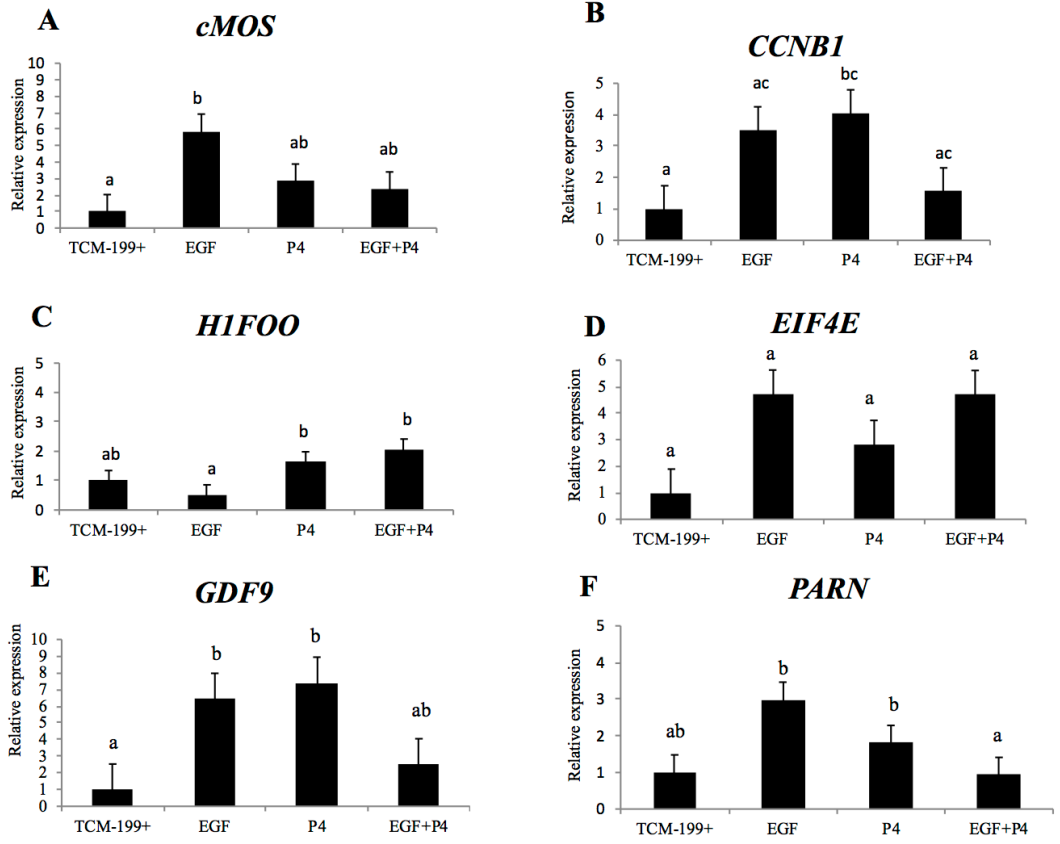 A
cMOS
Relative expression
10
9
8
7
6
5
4
3
2
1
0
a
b
ab
ab
TCM-199+ EGF P4 EGF+P4
B
CCNB1
Relative expression
5
4
3
2
1
0
a
ac
bc
ac
TCM-199+ EGF P4 EGF+P4
C
H1FOO
Relative expression
5
4
3
2
1
0
ab
a
b
b
TCM-199+ EGF P4 EGF+P4
D
EIF4E
Relative expression
6
5
4
3
2
1
0
a
a
a
a
TCM-199+ EGF P4 EGF+P4
E
GDF9
Relative expression
10
9
8
7
6
5
4
3
2
1
0
a
b
b
ab
TCM-199+ EGF P4 EGF+P4
F
PARN
Relative expression
5
4
3
2
1
0
ab
b
b
a
TCM-199+ EGF P4 EGF+P4